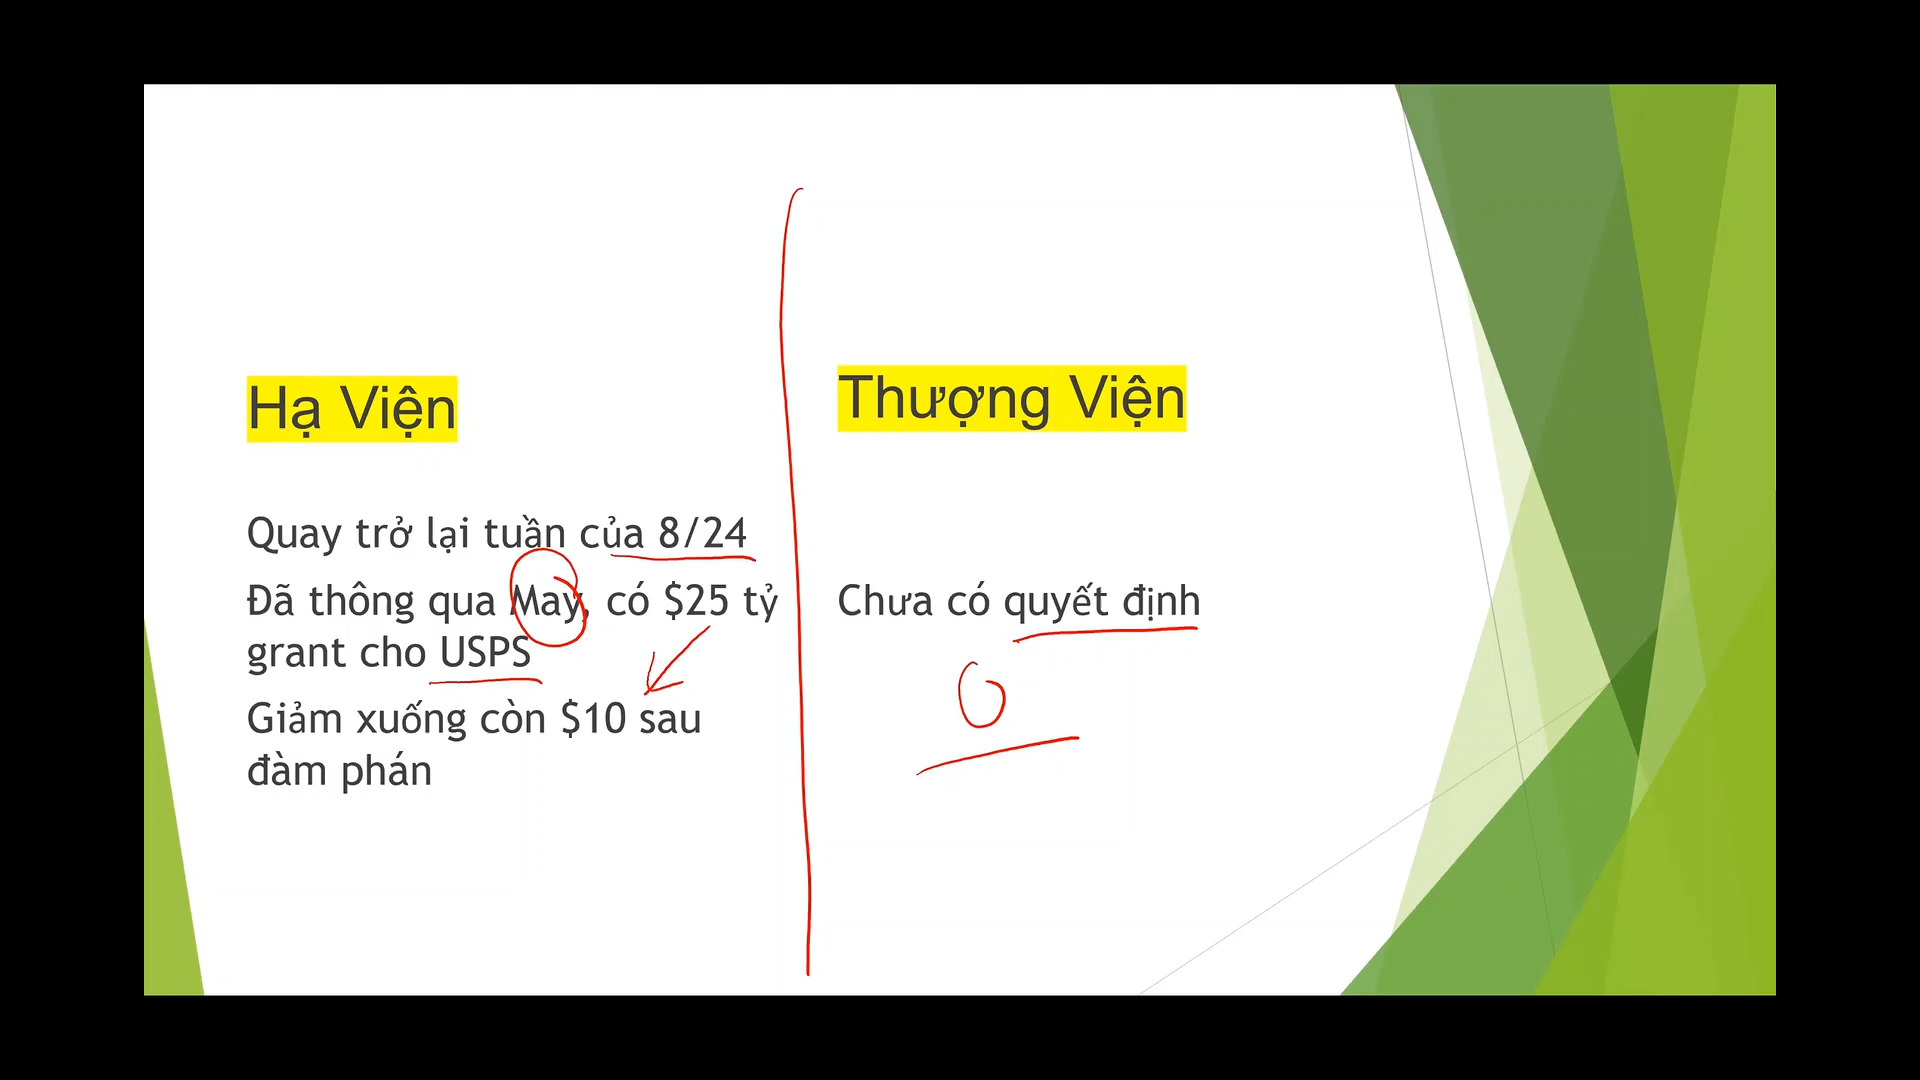 Hạ Viện
Quay trở lại tuần của 8/24
Đã thông qua May, có $25 tỷ
grant cho USPS
Giảm xuống còn $10 sau
đàm phán
Thượng Viện
Chưa có quyết định
0